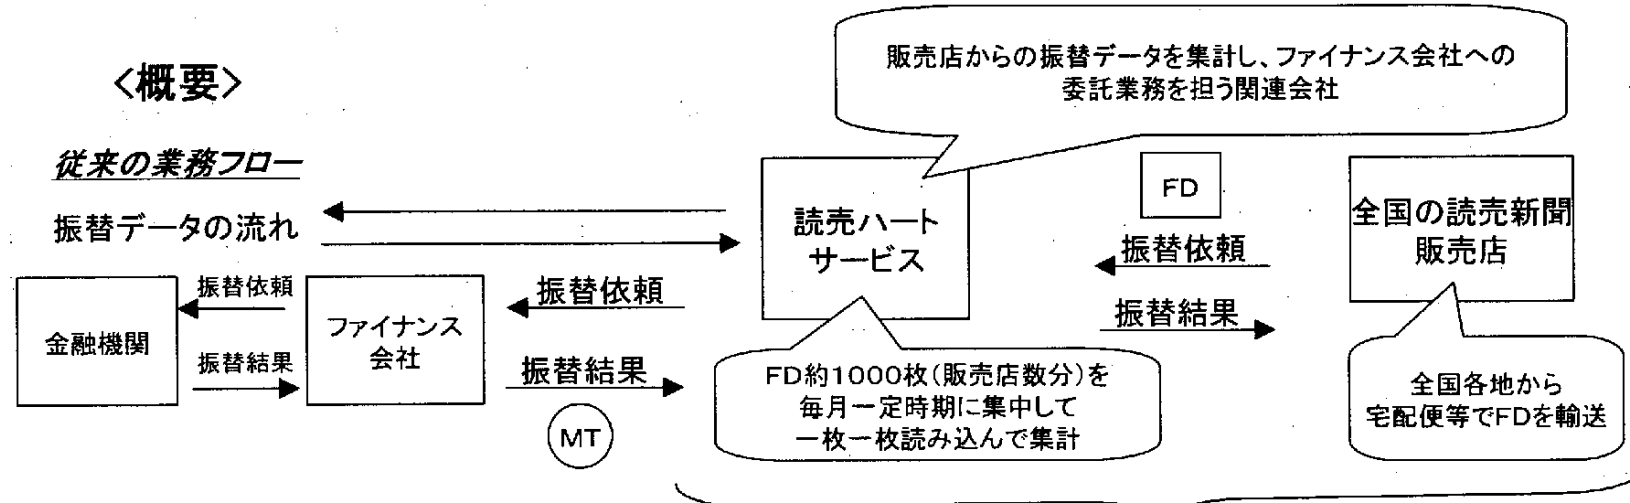 販売店からの振替データを集計し、ファイナンス会社への
委託業務を担う関連会社
<概要>
従来の業務フロー
振替データの流れ
読売ハート
サービス
FD
振替依頼
振替結果
全国の読売新聞
販売店
金融機関
振替依頼
振替結果
ファイナンス
会社
振替依頼
振替結果
MT
FD約1000枚(販売店数分)を
毎月一定時期に集中して
一枚一枚読み込んで集計
全国各地から
宅配便等でFDを輸送